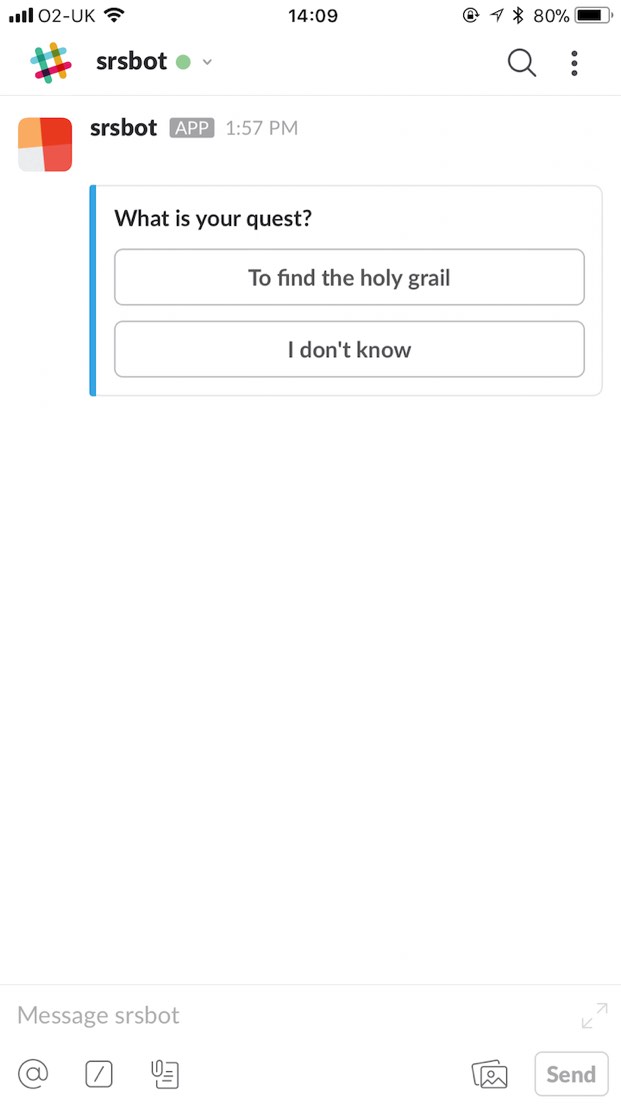 O2-UK 14:09 80%
srsbot
srsbot APP 1:57 PM
What is your quest?
To find the holy grail
I don't know
Message srsbot
Send